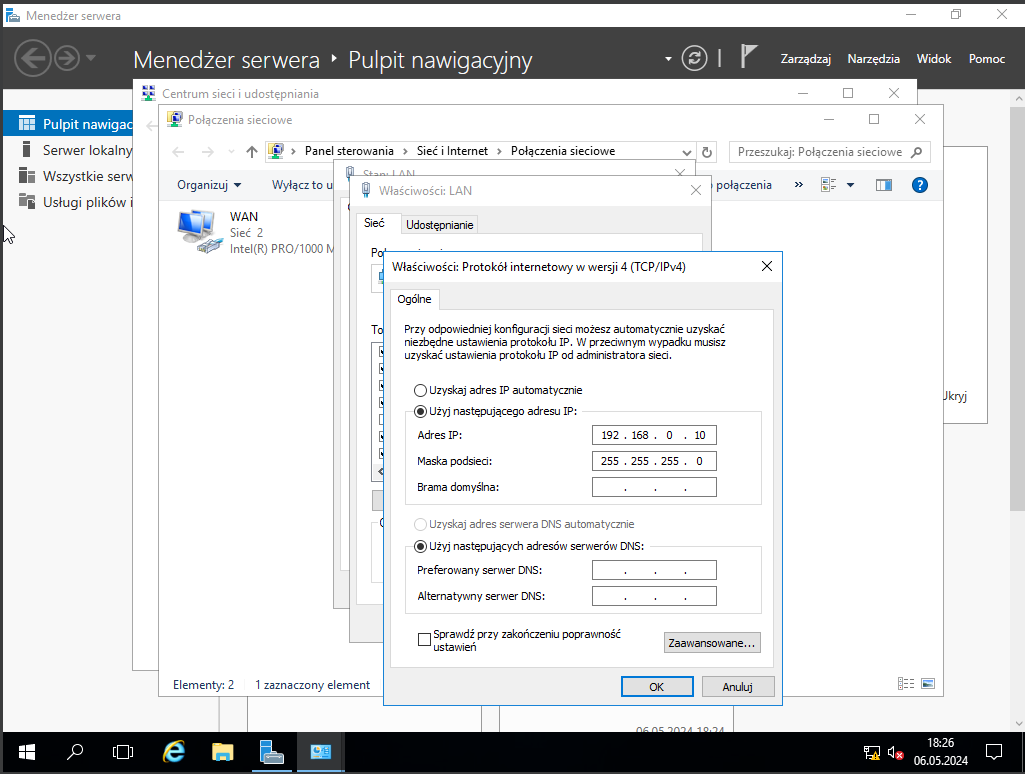 Menedżer serwera
Menedżer serwera ‣ Pulpit nawigacyjny
Zarządzaj Narzędzia Widok Pomoc
Centrum sieci i udostępniania
Pulpit nawigac
Serwer lokalny
Wszystkie serw
Usługi plików i
Połączenia sieciowe
Panel sterowania > Sieć i Internet > Połączenia sieciowe
Przeszukaj: Połączenia sieciowe
Organizuj
Wyłącz to u
połączenia
»
WAN
Sieć 2
Intel(R) PRO/1000 M
Stan: LAN
Właściwości: LAN
Sieć
Udostępnianie
Po
To
Właściwości: Protokół internetowy w wersji 4 (TCP/IPv4)
Ogólne
Przy odpowiedniej konfiguracji sieci możesz automatycznie uzyskać
niezbędne ustawienia protokołu IP. W przeciwnym wypadku musisz
uzyskać ustawienia protokołu IP od administratora sieci.
Uzyskaj adres IP automatycznie
Użyj następującego adresu IP:
Adres IP: 192 . 168 . 0 . 10
Maska podsieci: 255 . 255 . 255 . 0
Brama domyślna: . . .
Uzyskaj adres serwera DNS automatycznie
Użyj następujących adresów serwerów DNS:
Preferowany serwer DNS: . . .
Alternatywny serwer DNS: . . .
Sprawdź przy zakończeniu poprawność
ustawień
Zaawansowane...
OK
Anuluj
Ukryj
Elementy: 2 1 zaznaczony element
06.05.2024 18:24
18:26
06.05.2024